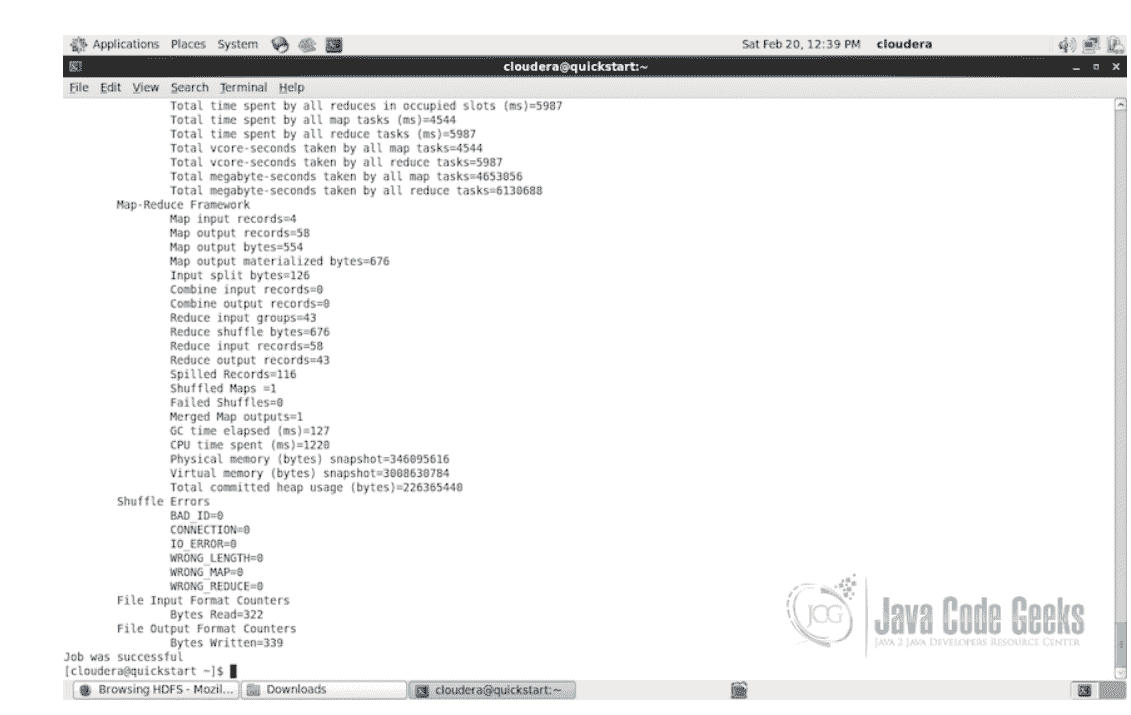 Applications Places System Sat Feb 20, 12:39 PM cloudera
cloudera@quickstart:~
File Edit View Search Terminal Help
Total time spent by all reduces in occupied slots (ms)=5987
Total time spent by all map tasks (ms)=4544
Total time spent by all reduce tasks (ms)=5987
Total vcore-seconds taken by all map tasks=4544
Total vcore-seconds taken by all reduce tasks=5987
Total megabyte-seconds taken by all map tasks=4653056
Total megabyte-seconds taken by all reduce tasks=6130688
Map-Reduce Framework
Map input records=4
Map output records=58
Map output bytes=554
Map output materialized bytes=676
Input split bytes=126
Combine input records=0
Combine output records=0
Reduce input groups=43
Reduce shuffle bytes=676
Reduce input records=58
Reduce output records=43
Spilled Records=116
Shuffled Maps =1
Failed Shuffles=0
Merged Map outputs=1
GC time elapsed (ms)=127
CPU time spent (ms)=1220
Physical memory (bytes) snapshot=346095616
Virtual memory (bytes) snapshot=3008630784
Total committed heap usage (bytes)=226365440
Shuffle Errors
BAD_ID=0
CONNECTION=0
IO_ERROR=0
WRONG_LENGTH=0
WRONG_MAP=0
WRONG_REDUCE=0
File Input Format Counters
Bytes Read=322
File Output Format Counters
Bytes Written=339
Job was successful
[cloudera@quickstart ~]$
JCG Java Code Geeks
JAVA 2 JAVA DEVELOPERS RESOURCE CENTER
Browsing HDFS - Mozil... Downloads cloudera@quickstart:~